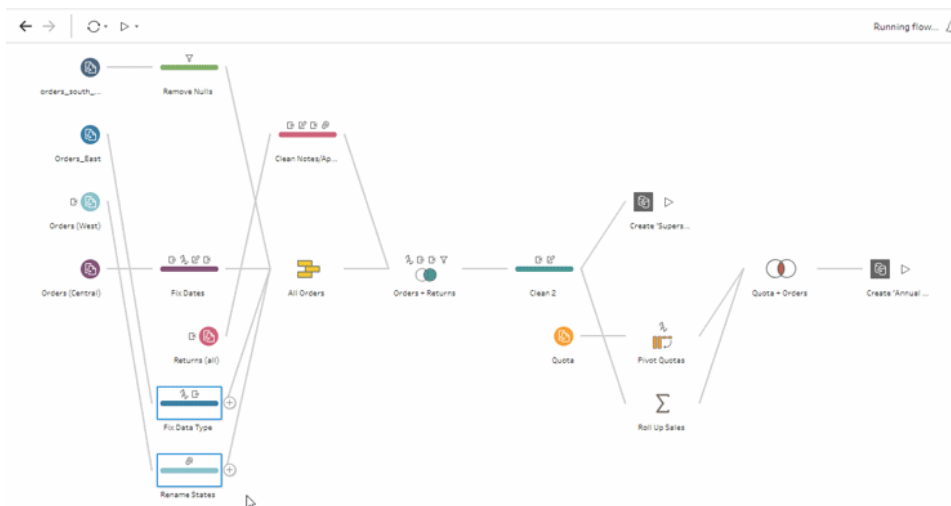 Running flow...
orders_south_...
Remove Nulls
Orders_East
Clean Notes/Ap...
Orders (West)
Create 'Supers...
Orders (Central)
Fix Dates
All Orders
Orders + Returns
Clean 2
Quota + Orders
Create 'Annual ...
Returns (all)
Quota
Pivot Quotas
Fix Data Type
Roll Up Sales
Rename States